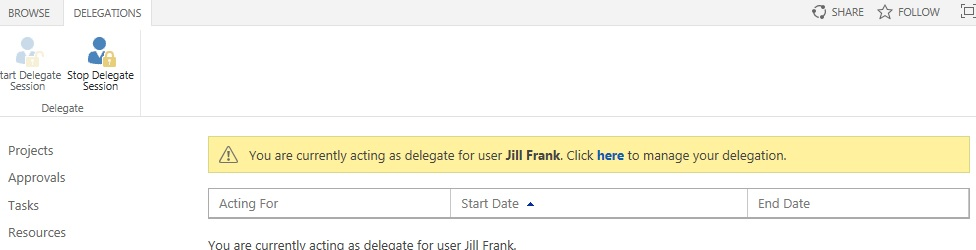 BROWSE DELEGATIONS SHARE FOLLOW
tart Delegate Session
Stop Delegate Session
Delegate
Projects
Approvals
Tasks
Resources
You are currently acting as delegate for user Jill Frank. Click here to manage your delegation.
Acting For Start Date End Date
You are currently acting as delegate for user Jill Frank.